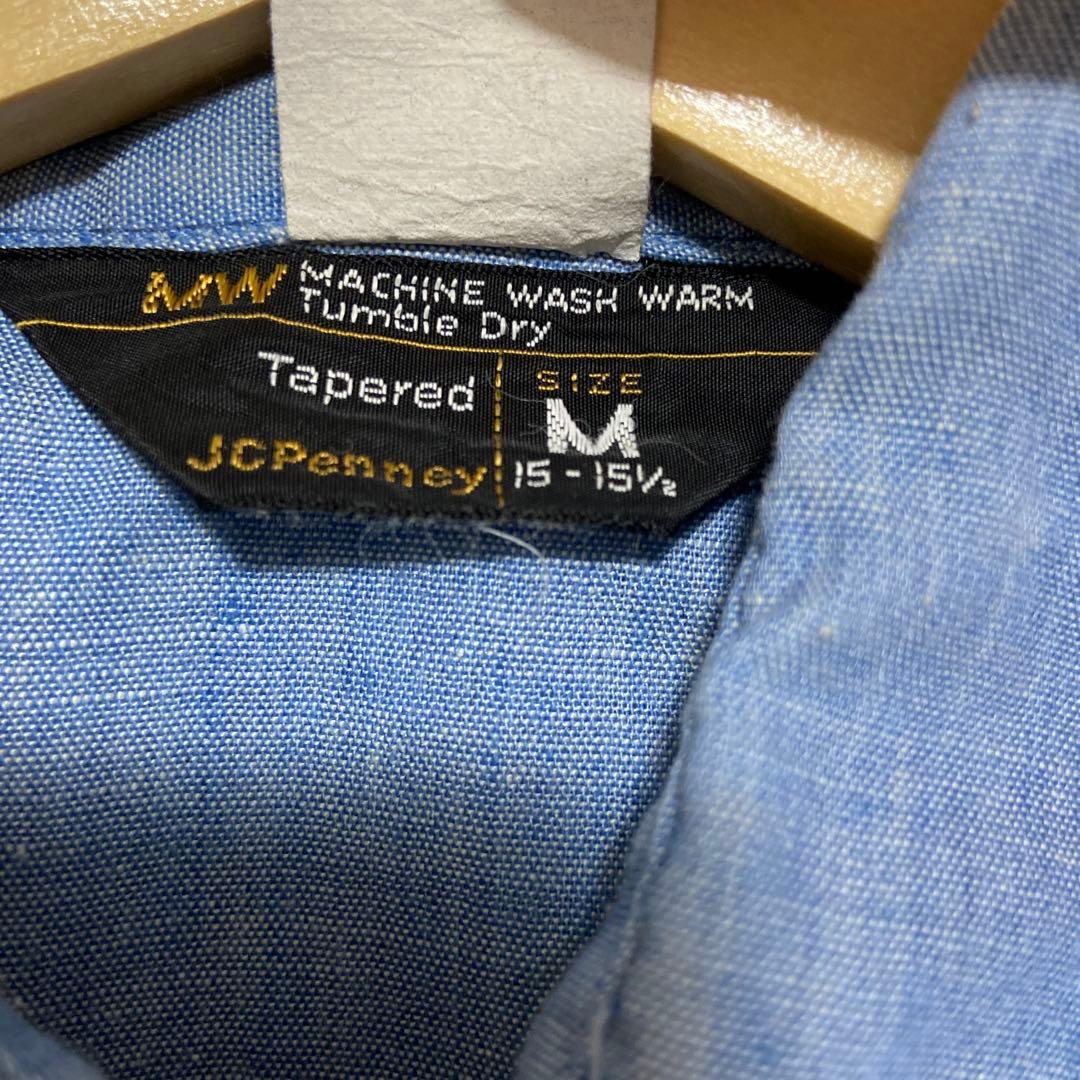 MW MACHINE WASH WARM
Tumble Dry
Tapered
JCPenney
SIZE
M
15 - 15½